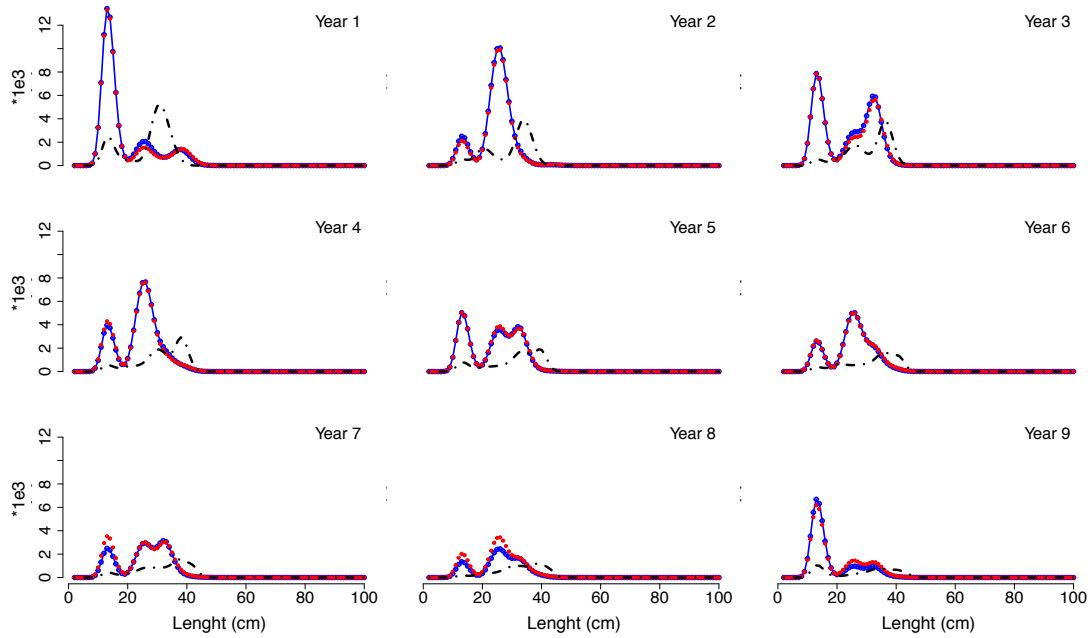 Year 1
Year 2
Year 3
*1e3
0 2 4 6 8 12
Year 4
Year 5
Year 6
*1e3
0 2 4 6 8 12
Year 7
Year 8
Year 9
*1e3
0 2 4 6 8 12
0 20 40 60 80 100
0 20 40 60 80 100
0 20 40 60 80 100
Lenght (cm)
Lenght (cm)
Lenght (cm)